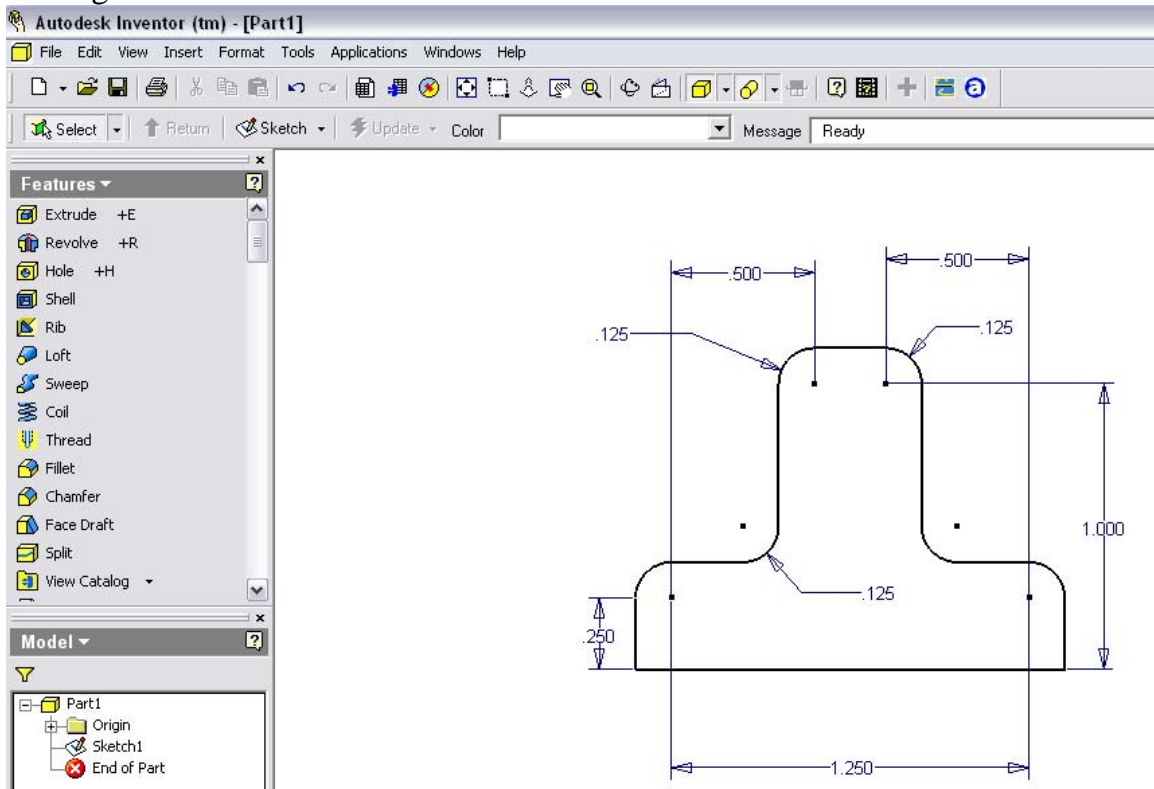 Autodesk Inventor (tm) - [Part1]
File Edit View Insert Format Tools Applications Windows Help
Select Return Sketch Update Color Message Ready
Features
Extrude +E
Revolve +R
Hole +H
Shell
Rib
Loft
Sweep
Coil
Thread
Fillet
Chamfer
Face Draft
Split
View Catalog
Model
Part1
Origin
Sketch1
End of Part
.500
.500
.125
.125
1.000
.125
.250
1.250